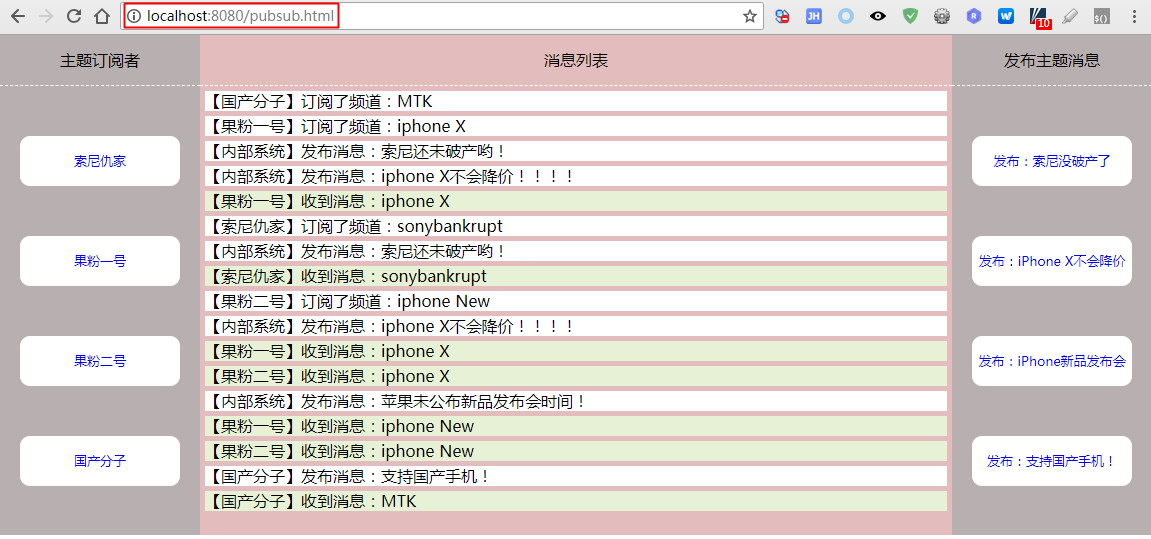 localhost:8080/pubsub.html
JH
R
W
10
$()
主题订阅者
消息列表
发布主题消息
索尼仇家
果粉一号
果粉二号
国产分子
【国产分子】订阅了频道：MTK
【果粉一号】订阅了频道：iphone X
【内部系统】发布消息：索尼还未破产哟！
【内部系统】发布消息：iphone X不会降价！！！！
【果粉一号】收到消息：iphone X
【索尼仇家】订阅了频道：sonybankrupt
【内部系统】发布消息：索尼还未破产哟！
【索尼仇家】收到消息：sonybankrupt
【果粉二号】订阅了频道：iphone New
【内部系统】发布消息：iphone X不会降价！！！！
【果粉一号】收到消息：iphone X
【果粉二号】收到消息：iphone X
【内部系统】发布消息：苹果未公布新品发布会时间！
【果粉一号】收到消息：iphone New
【果粉二号】收到消息：iphone New
【国产分子】发布消息：支持国产手机！
【国产分子】收到消息：MTK
发布：索尼没破产了
发布：iPhone X不会降价
发布：iPhone新品发布会
发布：支持国产手机！